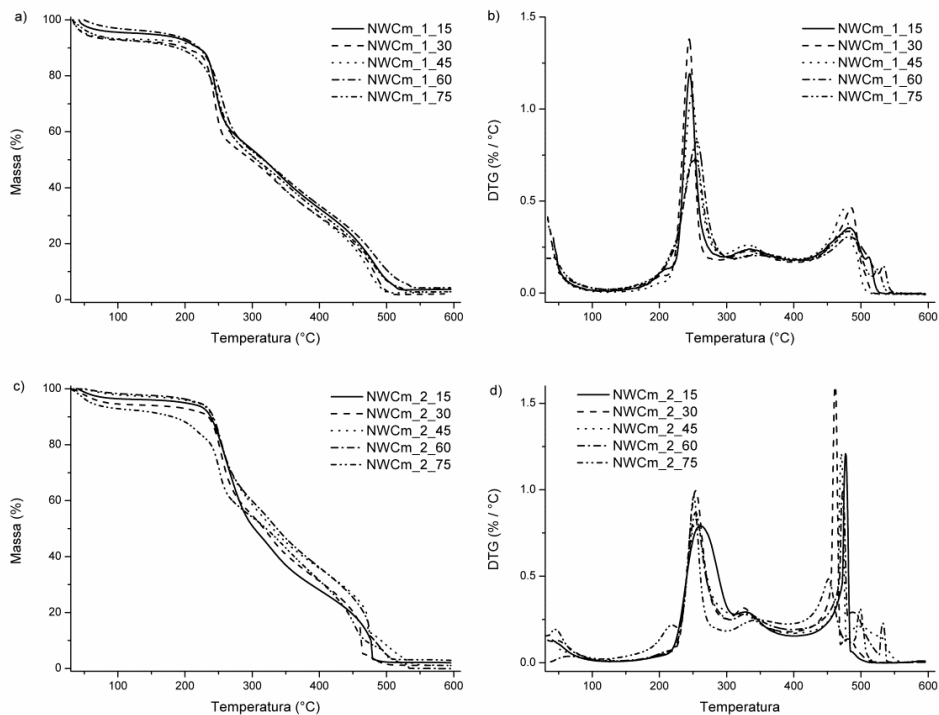 a)
100
80
60
40
20
0
Massa (%)
100 200 300 400 500 600
Temperatura (°C)
NWCm_1_15
NWCm_1_30
NWCm_1_45
NWCm_1_60
NWCm_1_75
b)
1.5
1.0
0.5
0.0
DTG (% / °C)
100 200 300 400 500 600
Temperatura (°C)
NWCm_1_15
NWCm_1_30
NWCm_1_45
NWCm_1_60
NWCm_1_75
c)
100
80
60
40
20
0
Massa (%)
100 200 300 400 500 600
Temperatura (°C)
NWCm_2_15
NWCm_2_30
NWCm_2_45
NWCm_2_60
NWCm_2_75
d)
1.5
1.0
0.5
0.0
DTG (% / °C)
100 200 300 400 500 600
Temperatura
NWCm_2_15
NWCm_2_30
NWCm_2_45
NWCm_2_60
NWCm_2_75